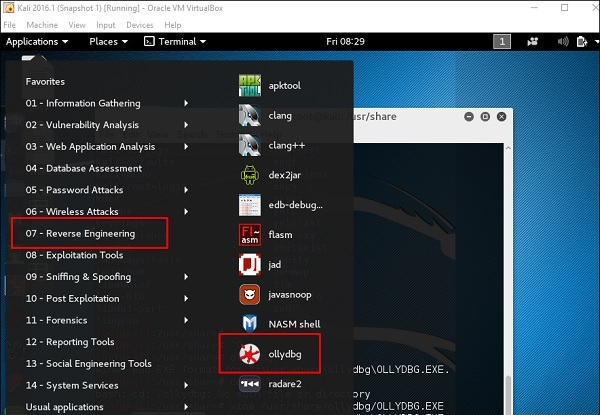 Kali 2016.1 (Snapshot 1) [Running] - Oracle VM VirtualBox
File Machine View Input Devices Help
Applications Places Terminal Fri 08:29 1
Favorites
01 - Information Gathering
02 - Vulnerability Analysis
03 - Web Application Analysis
04 - Database Assessment
05 - Password Attacks
06 - Wireless Attacks
07 - Reverse Engineering
08 - Exploitation Tools
09 - Sniffing & Spoofing
10 - Post Exploitation
11 - Forensics
12 - Reporting Tools
13 - Social Engineering Tools
14 - System Services
Usual applications
apktool
clang
clang++
dex2jar
edb-debug...
flasm
jad
javasnoop
NASM shell
ollydbg
radare2
/usr/share
\OLLYDBG.EXE.
directory
/OLLYDBG.EXE